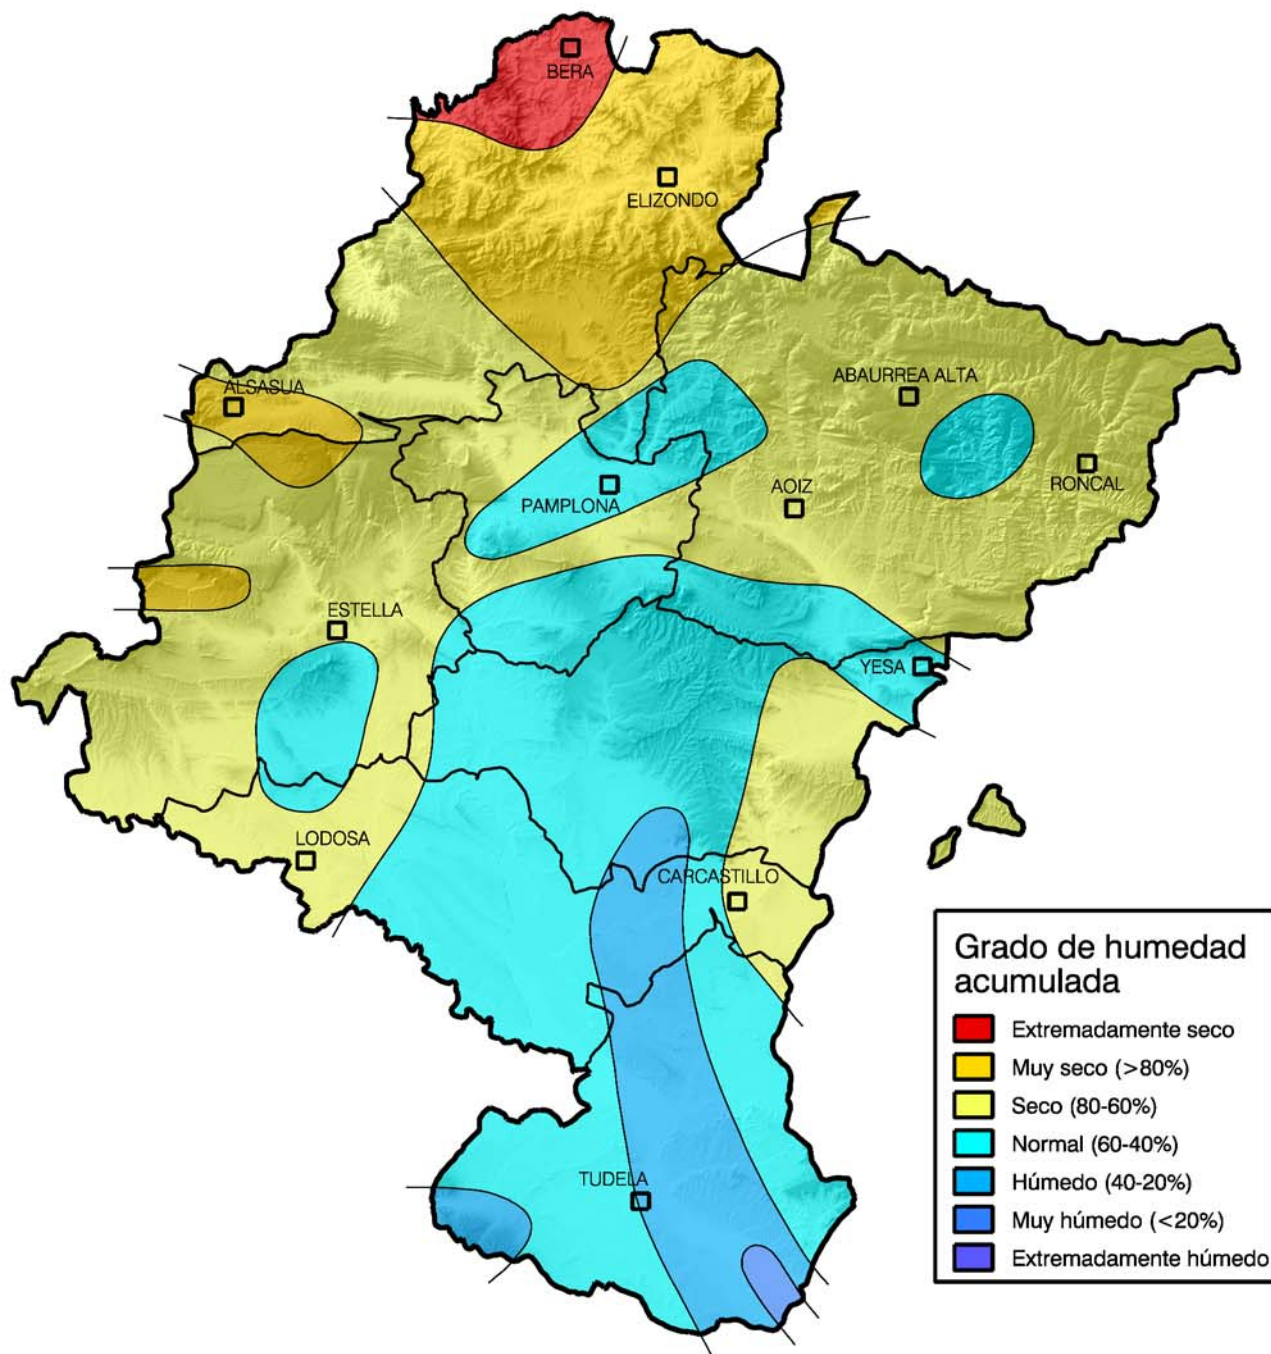 BERA
ELIZONDO
ALSASUA
ABAURREA ALTA
PAMPLONA
AOIZ
RONCAL
ESTELLA
YESA
LODOSA
CARCASTILLO
TUDELA
Grado de humedad
acumulada
Extremadamente seco
Muy seco (>80%)
Seco (80-60%)
Normal (60-40%)
Húmedo (40-20%)
Muy húmedo (<20%)
Extremadamente húmedo